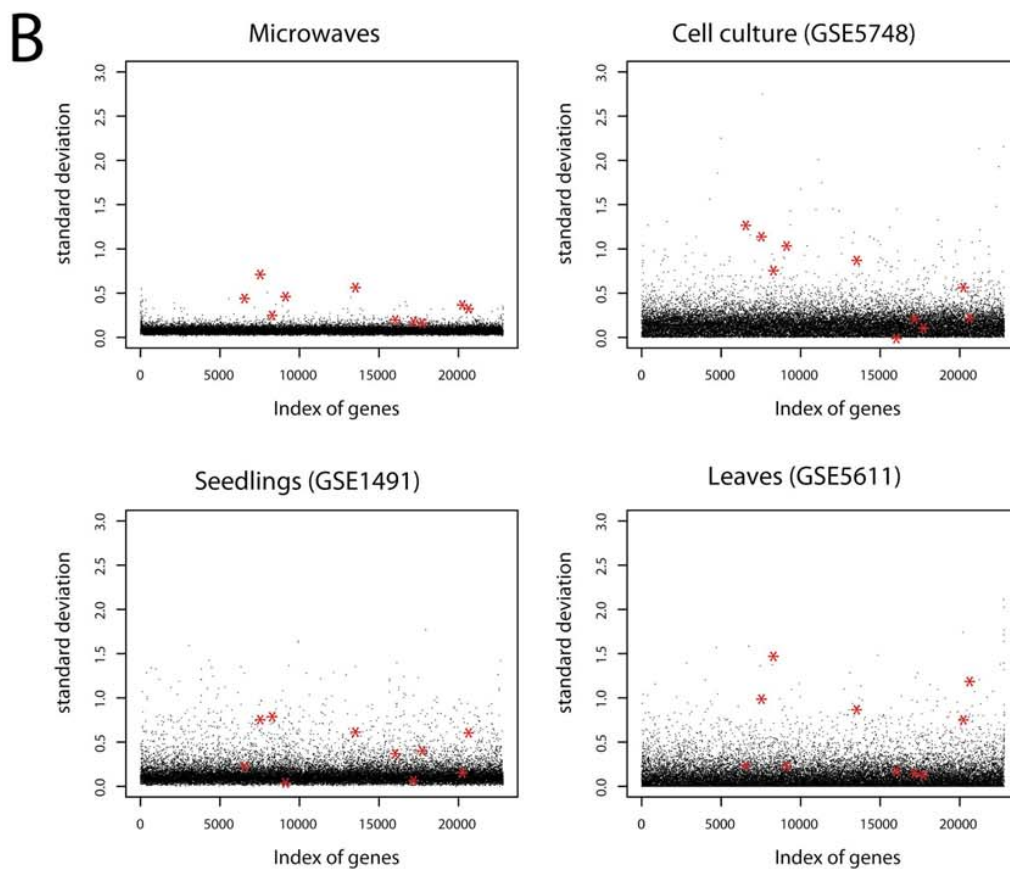 B
Microwaves
Cell culture (GSE5748)
standard deviation
3.0
2.5
2.0
1.5
1.0
0.5
0.0
0 5000 10000 15000 20000
Index of genes
standard deviation
3.0
2.5
2.0
1.5
1.0
0.5
0.0
0 5000 10000 15000 20000
Index of genes
Seedlings (GSE1491)
Leaves (GSE5611)
standard deviation
3.0
2.5
2.0
1.5
1.0
0.5
0.0
0 5000 10000 15000 20000
Index of genes
standard deviation
3.0
2.5
2.0
1.5
1.0
0.5
0.0
0 5000 10000 15000 20000
Index of genes